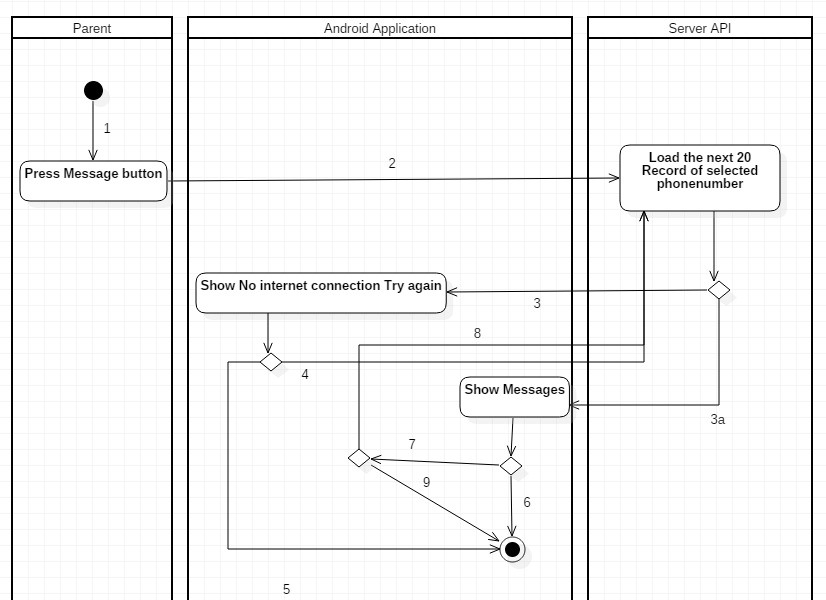 Parent
Android Application
Server API
1
Press Message button
2
Load the next 20
Record of selected
phonenumber
Show No internet connection Try again
3
8
4
Show Messages
3a
7
9
6
5